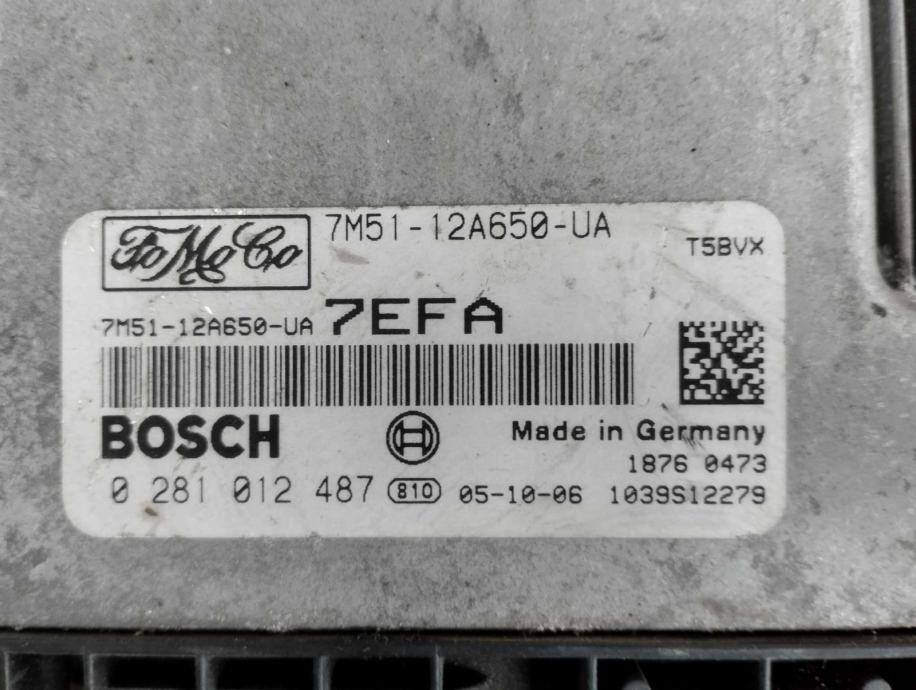 FoMoCo 7M51-12A650-UA
T5BVX
7M51-12A650-UA 7EFA
BOSCH
Made in Germany
1876 0473
0 281 012 487 810 05-10-06 1039S12279